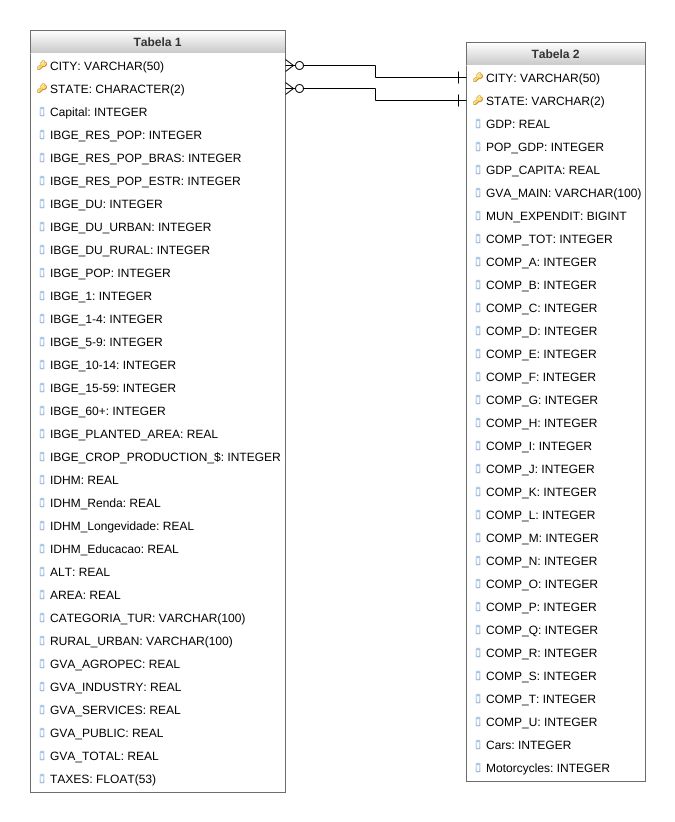 Tabela 1
CITY: VARCHAR(50)
STATE: CHARACTER(2)
Capital: INTEGER
IBGE_RES_POP: INTEGER
IBGE_RES_POP_BRAS: INTEGER
IBGE_RES_POP_ESTR: INTEGER
IBGE_DU: INTEGER
IBGE_DU_URBAN: INTEGER
IBGE_DU_RURAL: INTEGER
IBGE_POP: INTEGER
IBGE_1: INTEGER
IBGE_1-4: INTEGER
IBGE_5-9: INTEGER
IBGE_10-14: INTEGER
IBGE_15-59: INTEGER
IBGE_60+: INTEGER
IBGE_PLANTED_AREA: REAL
IBGE_CROP_PRODUCTION_$: INTEGER
IDHM: REAL
IDHM_Renda: REAL
IDHM_Longevidade: REAL
IDHM_Educacao: REAL
ALT: REAL
AREA: REAL
CATEGORIA_TUR: VARCHAR(100)
RURAL_URBAN: VARCHAR(100)
GVA_AGROPEC: REAL
GVA_INDUSTRY: REAL
GVA_SERVICES: REAL
GVA_PUBLIC: REAL
GVA_TOTAL: REAL
TAXES: FLOAT(53)
Tabela 2
CITY: VARCHAR(50)
STATE: VARCHAR(2)
GDP: REAL
POP_GDP: INTEGER
GDP_CAPITA: REAL
GVA_MAIN: VARCHAR(100)
MUN_EXPENDIT: BIGINT
COMP_TOT: INTEGER
COMP_A: INTEGER
COMP_B: INTEGER
COMP_C: INTEGER
COMP_D: INTEGER
COMP_E: INTEGER
COMP_F: INTEGER
COMP_G: INTEGER
COMP_H: INTEGER
COMP_I: INTEGER
COMP_J: INTEGER
COMP_K: INTEGER
COMP_L: INTEGER
COMP_M: INTEGER
COMP_N: INTEGER
COMP_O: INTEGER
COMP_P: INTEGER
COMP_Q: INTEGER
COMP_R: INTEGER
COMP_S: INTEGER
COMP_T: INTEGER
COMP_U: INTEGER
Cars: INTEGER
Motorcycles: INTEGER